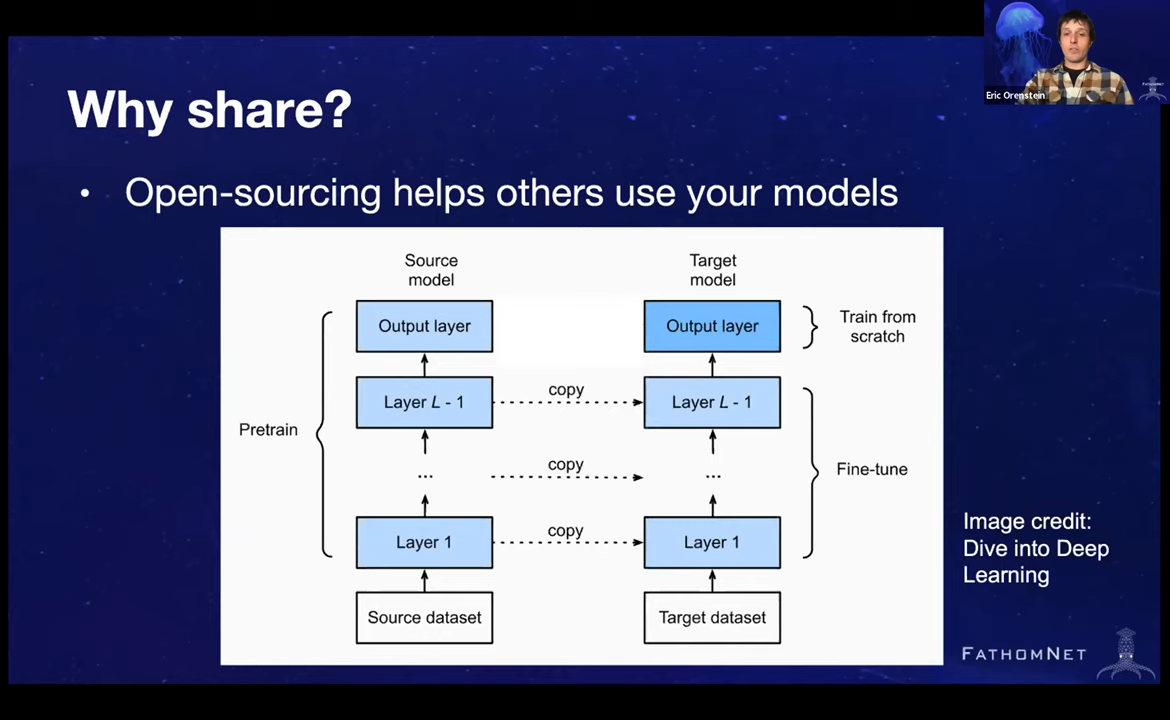 Eric Orenstein
Why share?
• Open-sourcing helps others use your models
Source
model
Target
model
Output layer
Output layer
Train from
scratch
Layer L - 1
copy
Layer L - 1
Pretrain
...
copy
...
Fine-tune
Layer 1
copy
Layer 1
Source dataset
Target dataset
Image credit:
Dive into Deep
Learning
FATHOMNET